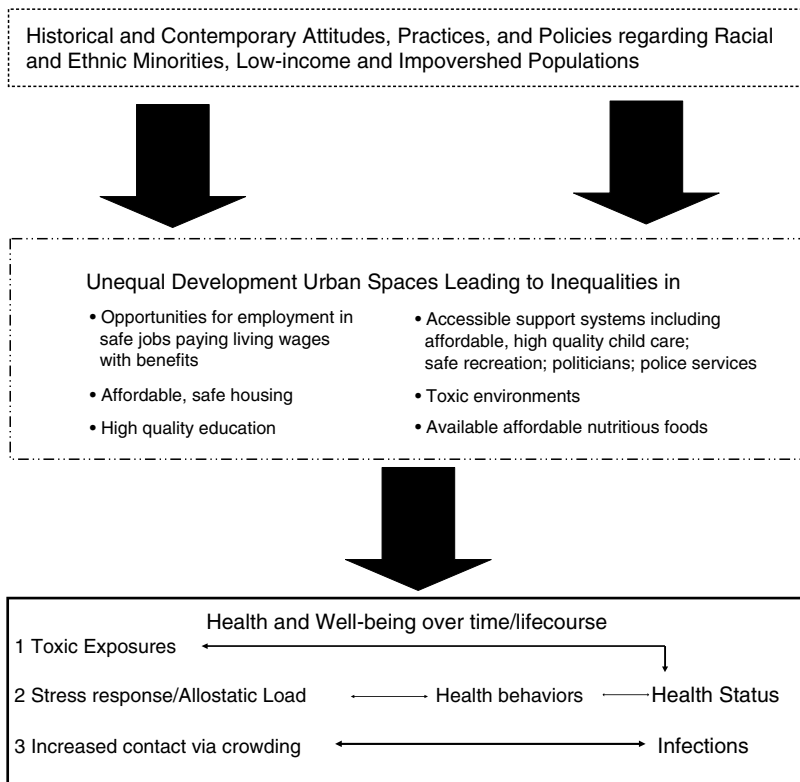 Historical and Contemporary Attitudes, Practices, and Policies regarding Racial
and Ethnic Minorities, Low-income and Impovershed Populations
Unequal Development Urban Spaces Leading to Inequalities in
• Opportunities for employment in
safe jobs paying living wages
with benefits
• Affordable, safe housing
• High quality education
• Accessible support systems including
affordable, high quality child care;
safe recreation; politicians; police services
• Toxic environments
• Available affordable nutritious foods
Health and Well-being over time/lifecourse
1 Toxic Exposures
2 Stress response/Allostatic Load Health behaviors Health Status
3 Increased contact via crowding Infections